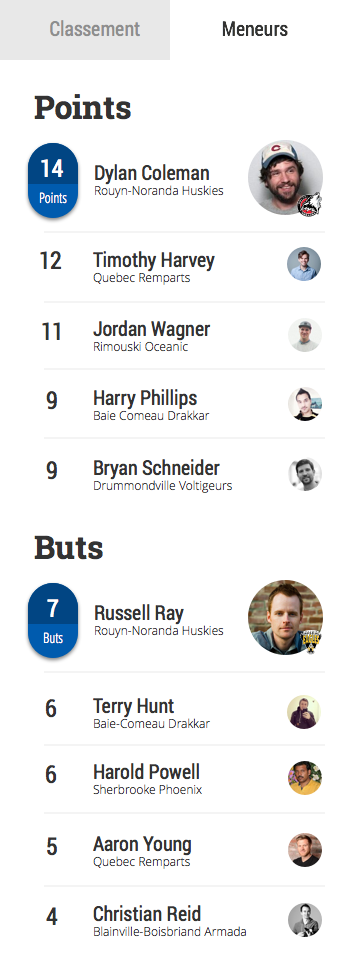 Classement
Meneurs
Points
14
Points
Dylan Coleman
Rouyn-Noranda Huskies
12
Timothy Harvey
Quebec Remparts
11
Jordan Wagner
Rimouski Oceanic
9
Harry Phillips
Baie Comeau Drakkar
9
Bryan Schneider
Drummondville Voltigeurs
Buts
7
Buts
Russell Ray
Rouyn-Noranda Huskies
6
Terry Hunt
Baie-Comeau Drakkar
6
Harold Powell
Sherbrooke Phoenix
5
Aaron Young
Quebec Remparts
4
Christian Reid
Blainville-Boisbriand Armada